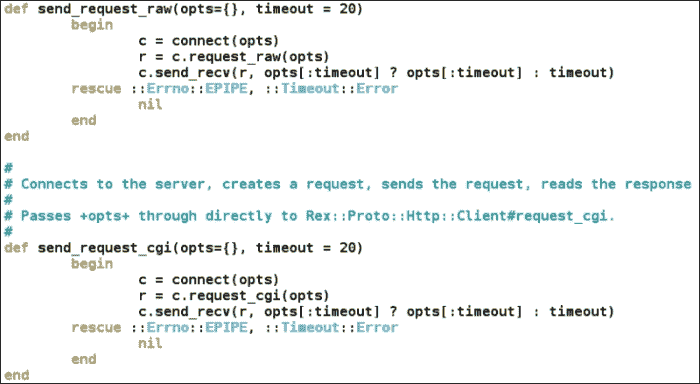 def send_request_raw(opts={}, timeout = 20)
        begin
                c = connect(opts)
                r = c.request_raw(opts)
                c.send_recv(r, opts[:timeout] ? opts[:timeout] : timeout)
        rescue ::Errno::EPIPE, ::Timeout::Error
                nil
        end
end
#
# Connects to the server, creates a request, sends the request, reads the response
#
# Passes +opts+ through directly to Rex::Proto::Http::Client#request_cgi.
#
def send_request_cgi(opts={}, timeout = 20)
        begin
                c = connect(opts)
                r = c.request_cgi(opts)
                c.send_recv(r, opts[:timeout] ? opts[:timeout] : timeout)
        rescue ::Errno::EPIPE, ::Timeout::Error
                nil
        end
end